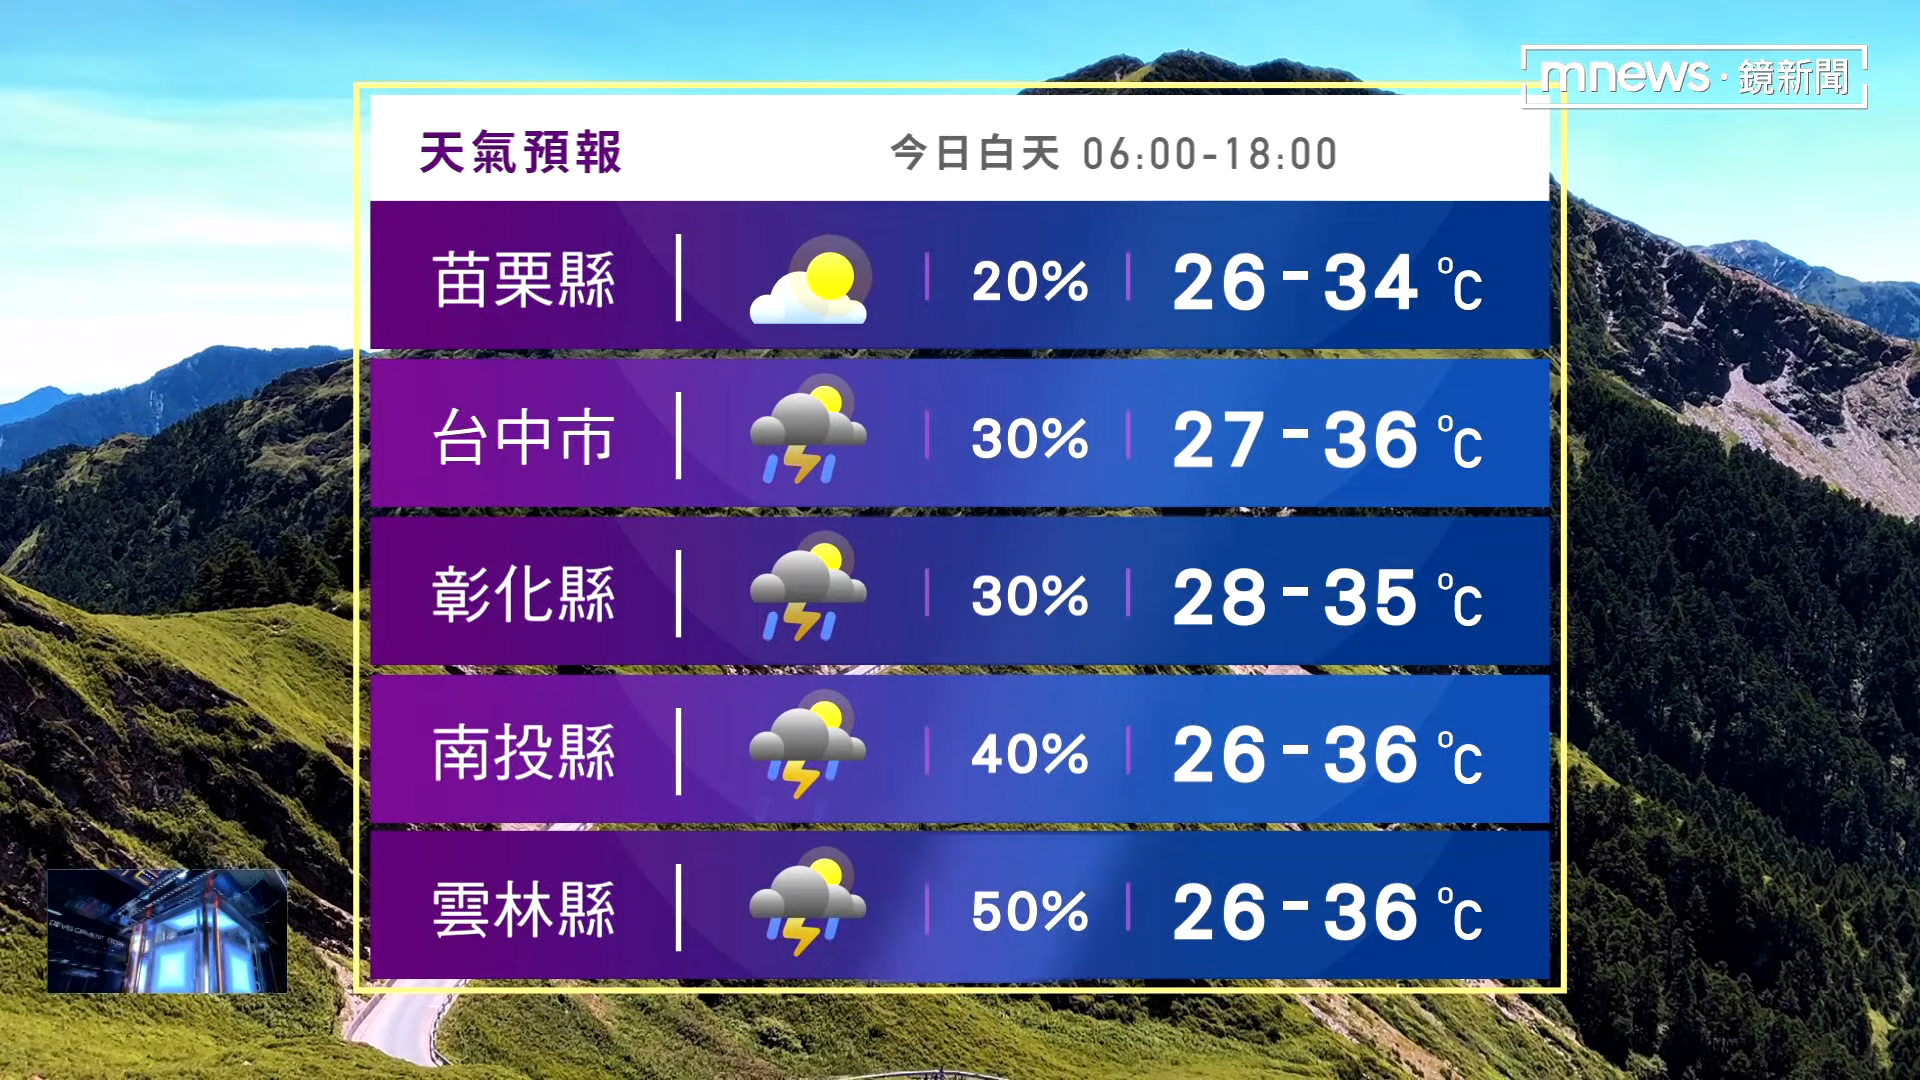 mnews·鏡新聞
天氣預報 今日白天 06:00-18:00
苗栗縣 20% 26-34 °C
台中市 30% 27-36 °C
彰化縣 30% 28-35 °C
南投縣 40% 26-36 °C
雲林縣 50% 26-36 °C